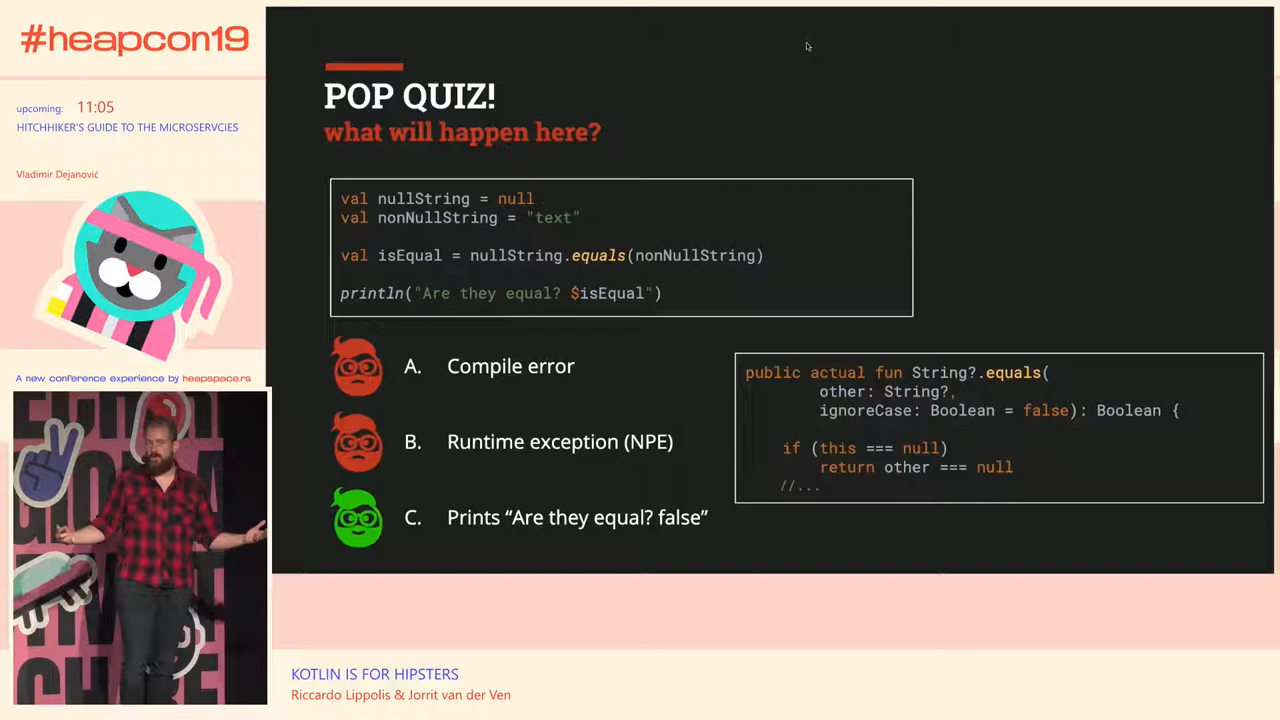 #heapcon19
upcoming: 11:05
HITCHHIKER'S GUIDE TO THE MICROSERVCIES
Vladimir Dejanović
A new conference experience by heapspace.rs
POP QUIZ!
what will happen here?
val nullString = null
val nonNullString = "text"
val isEqual = nullString.equals(nonNullString)
println("Are they equal? $isEqual")
A. Compile error
B. Runtime exception (NPE)
C. Prints “Are they equal? false”
public actual fun String?.equals(
other: String?,
ignoreCase: Boolean = false): Boolean {
if (this === null)
return other === null
//...
KOTLIN IS FOR HIPSTERS
Riccardo Lippolis & Jorrit van der Ven